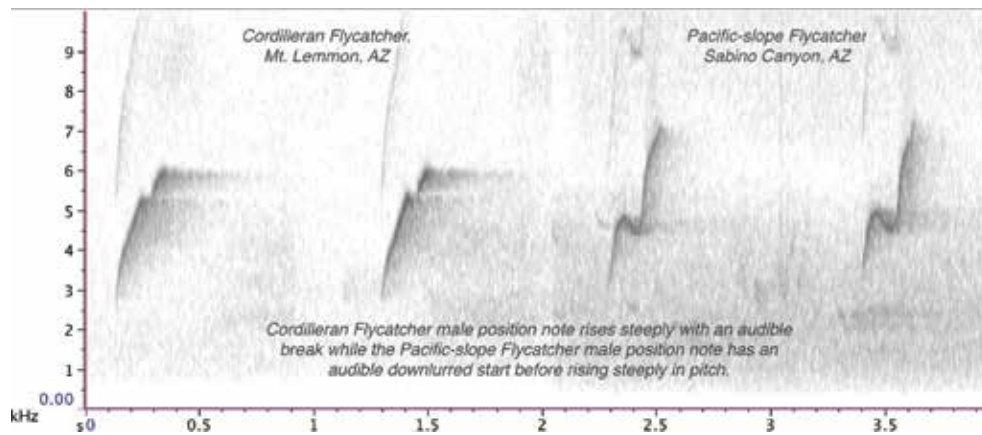 Cordilleran Flycatcher,
Mt. Lemmon, AZ
Pacific-slope Flycatcher
Sabino Canyon, AZ
9
8
7
6
5
4
3
2
1
0.00
kHz
Cordilleran Flycatcher male position note rises steeply with an audible
break while the Pacific-slope Flycatcher male position note has an
audible downlurred start before rising steeply in pitch.
s0 0.5 1 1.5 2 2.5 3 3.5